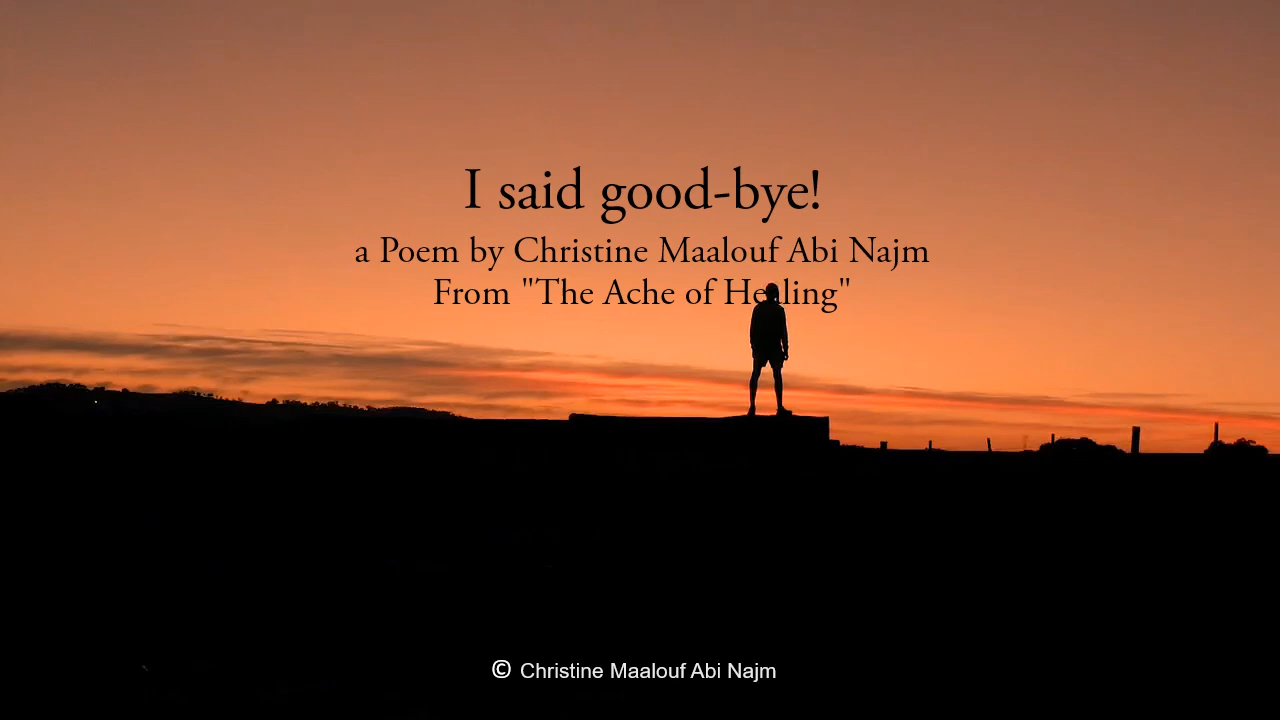 I said good-bye!
a Poem by Christine Maalouf Abi Najm
From "The Ache of Healing"
© Christine Maalouf Abi Najm